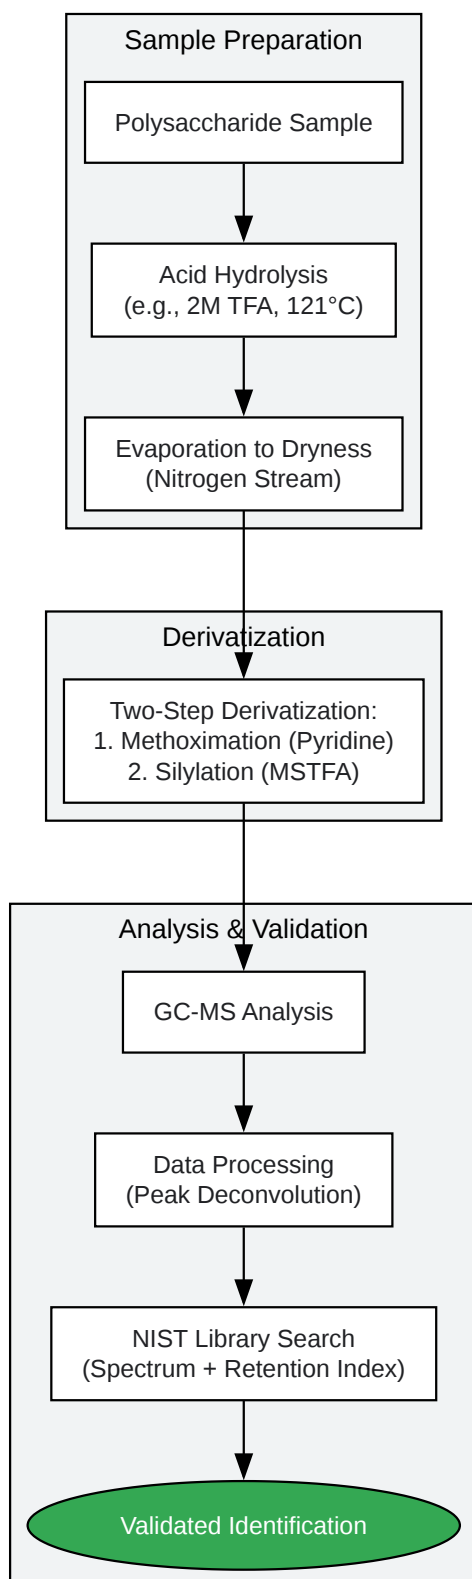 Sample Preparation
Polysaccharide Sample
Acid Hydrolysis
(e.g., 2M TFA, 121°C)
Evaporation to Dryness
(Nitrogen Stream)
Derivatization
Two-Step Derivatization:
1. Methoximation (Pyridine)
2. Silylation (MSTFA)
Analysis & Validation
GC-MS Analysis
Data Processing
(Peak Deconvolution)
NIST Library Search
(Spectrum + Retention Index)
Validated Identification